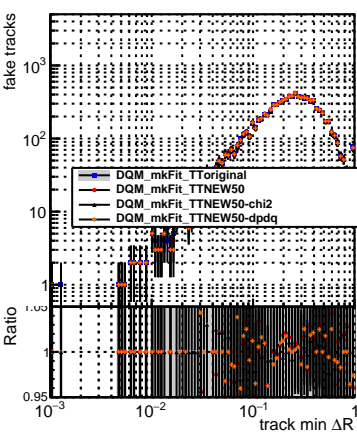 fake tracks
10³
10²
10
1
DQM_mkFit_TToriginal
DQM_mkFit_TTNEW50
DQM_mkFit_TTNEW50-chi2
DQM_mkFit_TTNEW50-dpdq
Ratio
1.05
1
0.95
10⁻³ 10⁻² 10⁻¹ 1
track min ΔR